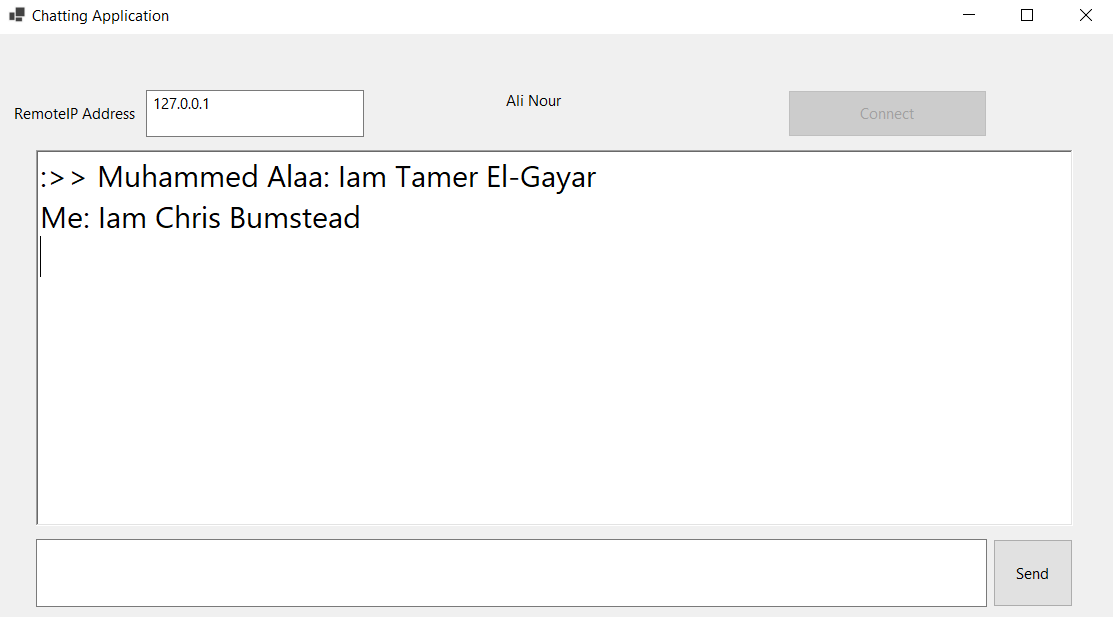 Chatting Application
RemoteIP Address
127.0.0.1
Ali Nour
Connect
:>> Muhammed Alaa: Iam Tamer El-Gayar
Me: Iam Chris Bumstead
Send